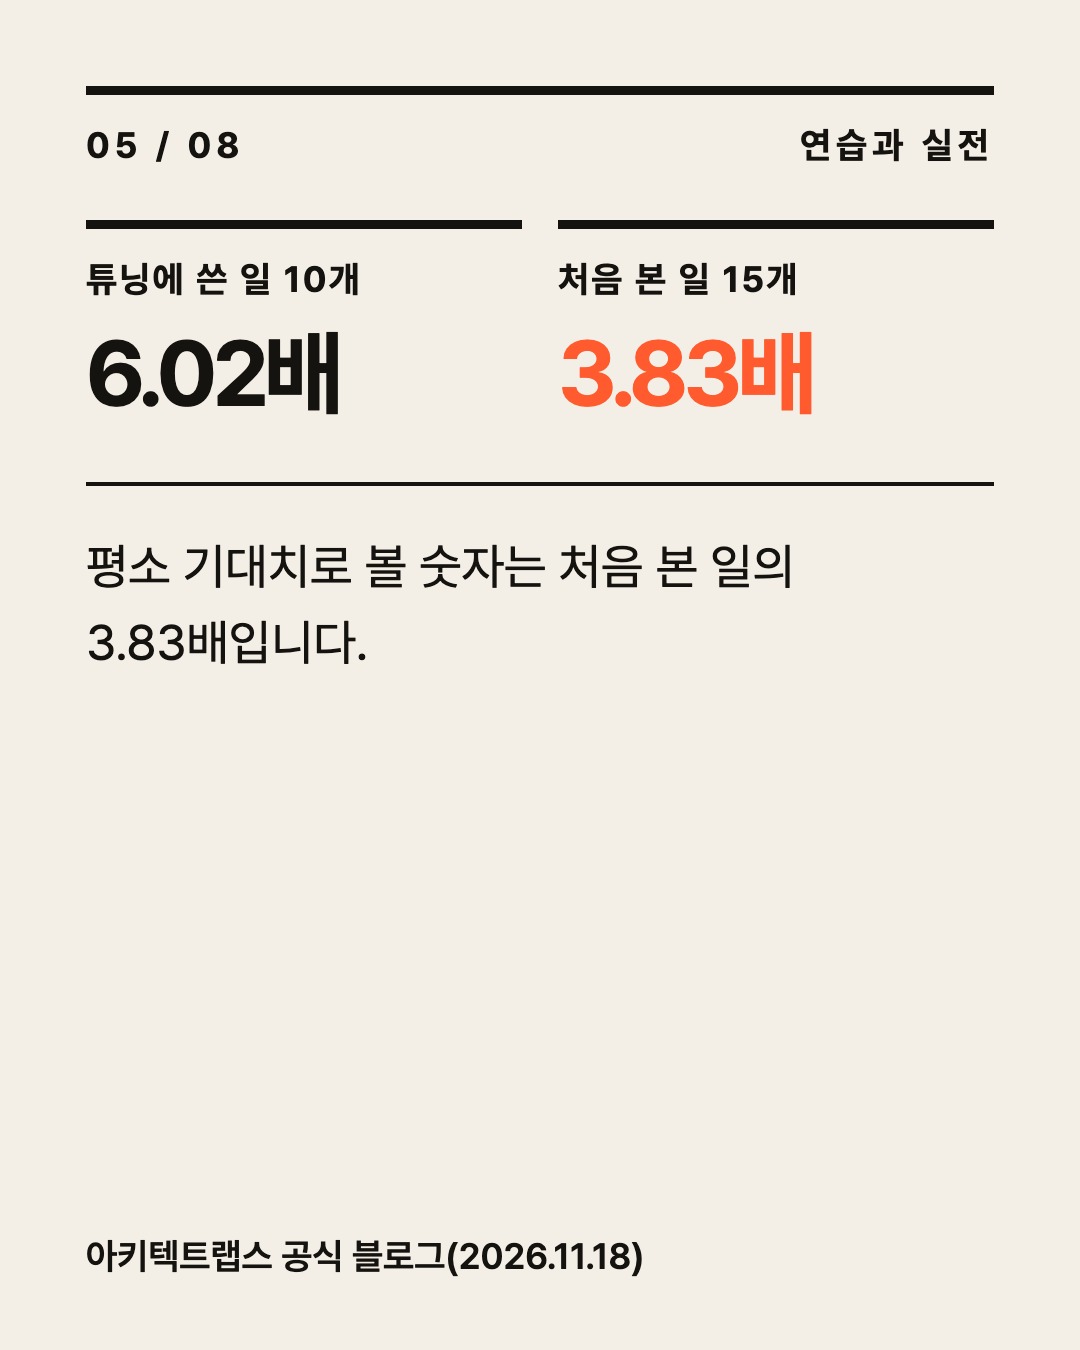 05 / 08
연습과 실전
튜닝에 쓴 일 10개
6.02배
처음 본 일 15개
3.83배
평소 기대치로 볼 숫자는 처음 본 일의
3.83배입니다.
아키텍트랩스 공식 블로그(2026.11.18)